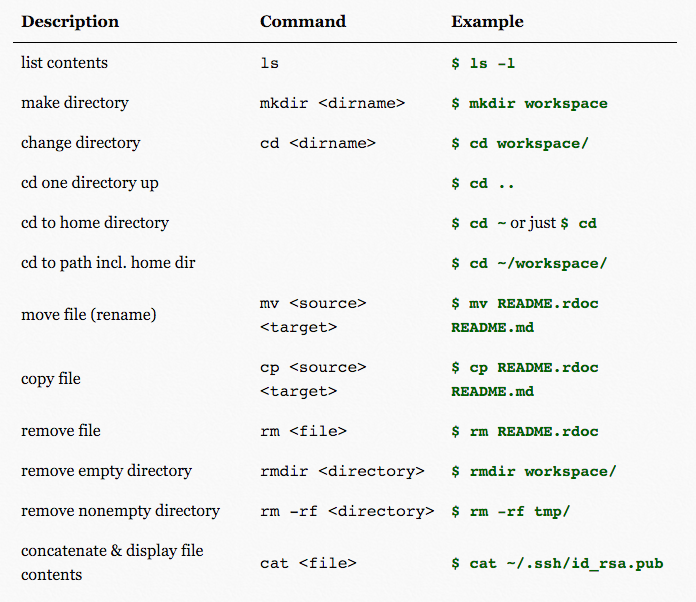 Description Command Example
list contents ls $ ls -l
make directory mkdir <dirname> $ mkdir workspace
change directory cd <dirname> $ cd workspace/
cd one directory up $ cd ..
cd to home directory $ cd ~ or just $ cd
cd to path incl. home dir $ cd ~/workspace/
move file (rename) mv <source> <target> $ mv README.rdoc README.md
copy file cp <source> <target> $ cp README.rdoc README.md
remove file rm <file> $ rm README.rdoc
remove empty directory rmdir <directory> $ rmdir workspace/
remove nonempty directory rm -rf <directory> $ rm -rf tmp/
concatenate & display file contents cat <file> $ cat ~/.ssh/id_rsa.pub